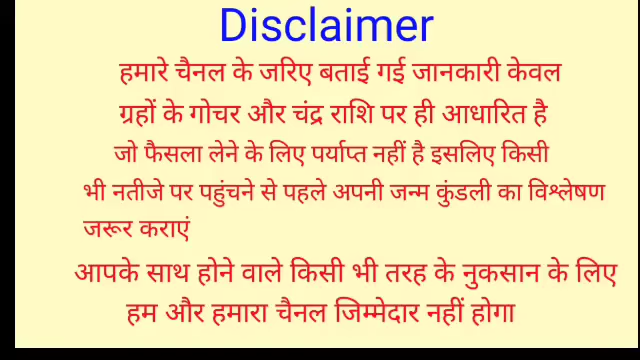 Disclaimer
हमारे चैनल के जरिए बताई गई जानकारी केवल
ग्रहों के गोचर और चंद्र राशि पर ही आधारित है
जो फैसला लेने के लिए पर्याप्त नहीं है इसलिए किसी
भी नतीजे पर पहुंचने से पहले अपनी जन्म कुंडली का विश्लेषण
जरूर कराएं
आपके साथ होने वाले किसी भी तरह के नुकसान के लिए
हम और हमारा चैनल जिम्मेदार नहीं होगा